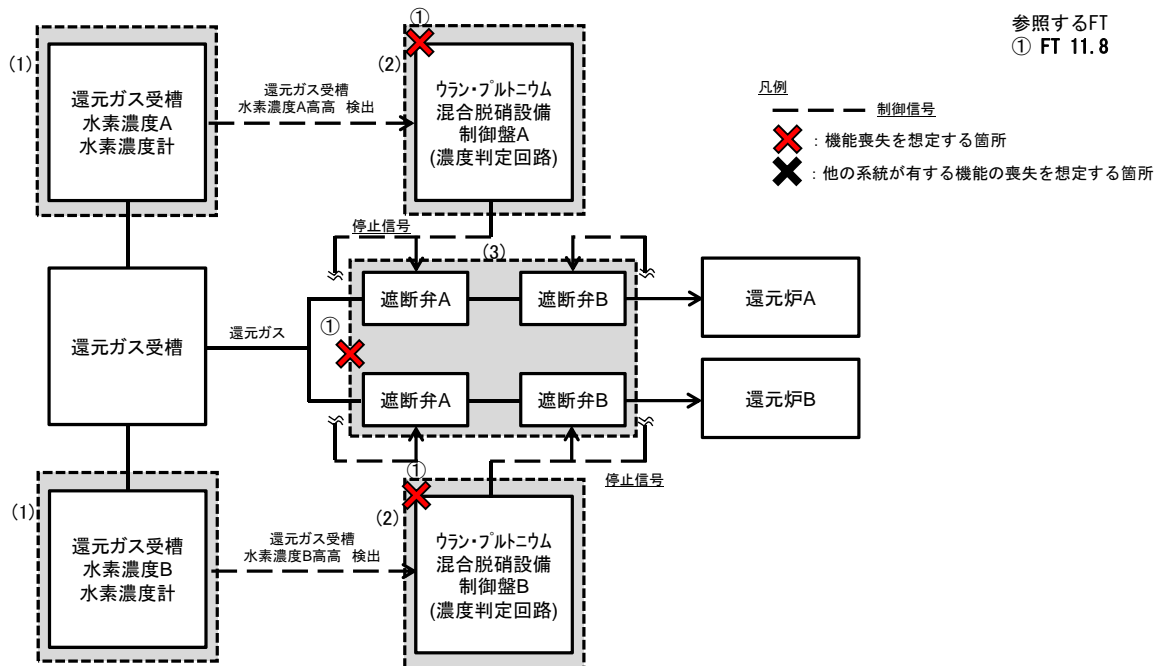 参照するFT
① FT 11.8
凡例
制御信号
：機能喪失を想定する箇所
：他の系統が有する機能の喪失を想定する箇所
(1)
還元ガス受槽
水素濃度A
水素濃度計
還元ガス受槽
水素濃度A高高 検出
①
(2)
ウラン・プルトニウム
混合脱硝設備
制御盤A
(濃度判定回路)
停止信号
(3)
遮断弁A
遮断弁B
還元炉A
還元ガス受槽
還元ガス
①
遮断弁A
遮断弁B
還元炉B
停止信号
(1)
還元ガス受槽
水素濃度B
水素濃度計
還元ガス受槽
水素濃度B高高 検出
①
(2)
ウラン・プルトニウム
混合脱硝設備
制御盤B
(濃度判定回路)